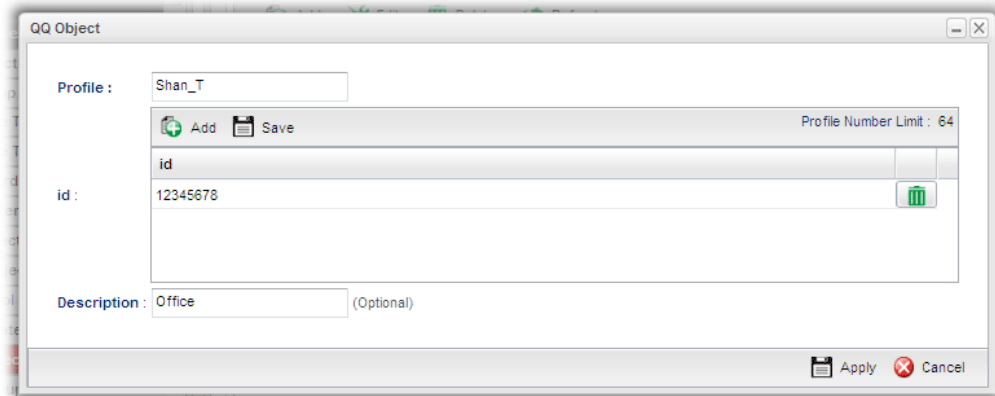 QQ Object
Profile : Shan_T
Add Save Profile Number Limit : 64
id
id : 12345678
Description : Office (Optional)
Apply Cancel